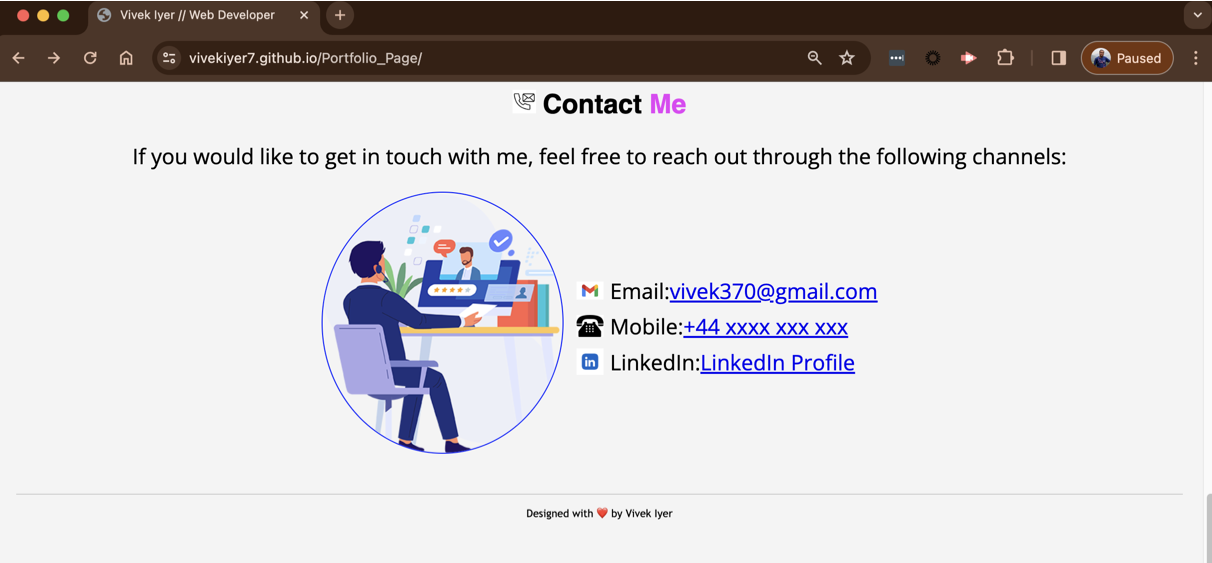 Vivek Iyer // Web Developer
vivekiyer7.github.io/Portfolio_Page/
Paused
Contact Me
If you would like to get in touch with me, feel free to reach out through the following channels:
Email:vivek370@gmail.com
Mobile:+44 xxxx xxx xxx
LinkedIn:LinkedIn Profile
Designed with ❤️ by Vivek Iyer